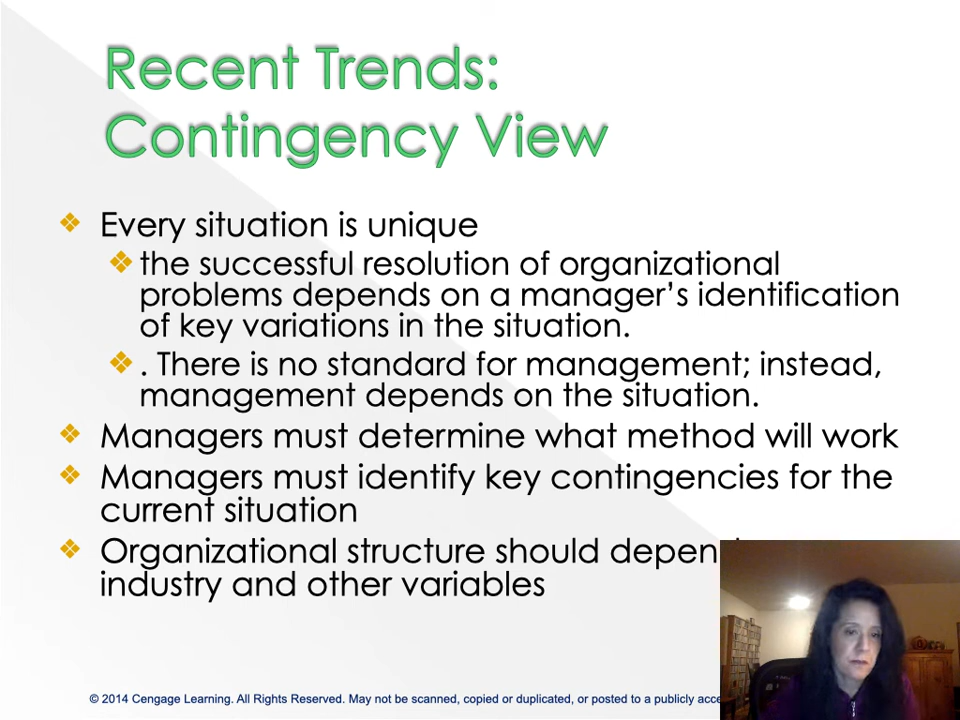 Recent Trends:
Contingency View
Every situation is unique
the successful resolution of organizational
problems depends on a manager’s identification
of key variations in the situation.
. There is no standard for management; instead,
management depends on the situation.
Managers must determine what method will work
Managers must identify key contingencies for the
current situation
Organizational structure should depend
industry and other variables
© 2014 Cengage Learning. All Rights Reserved. May not be scanned, copied or duplicated, or posted to a publicly